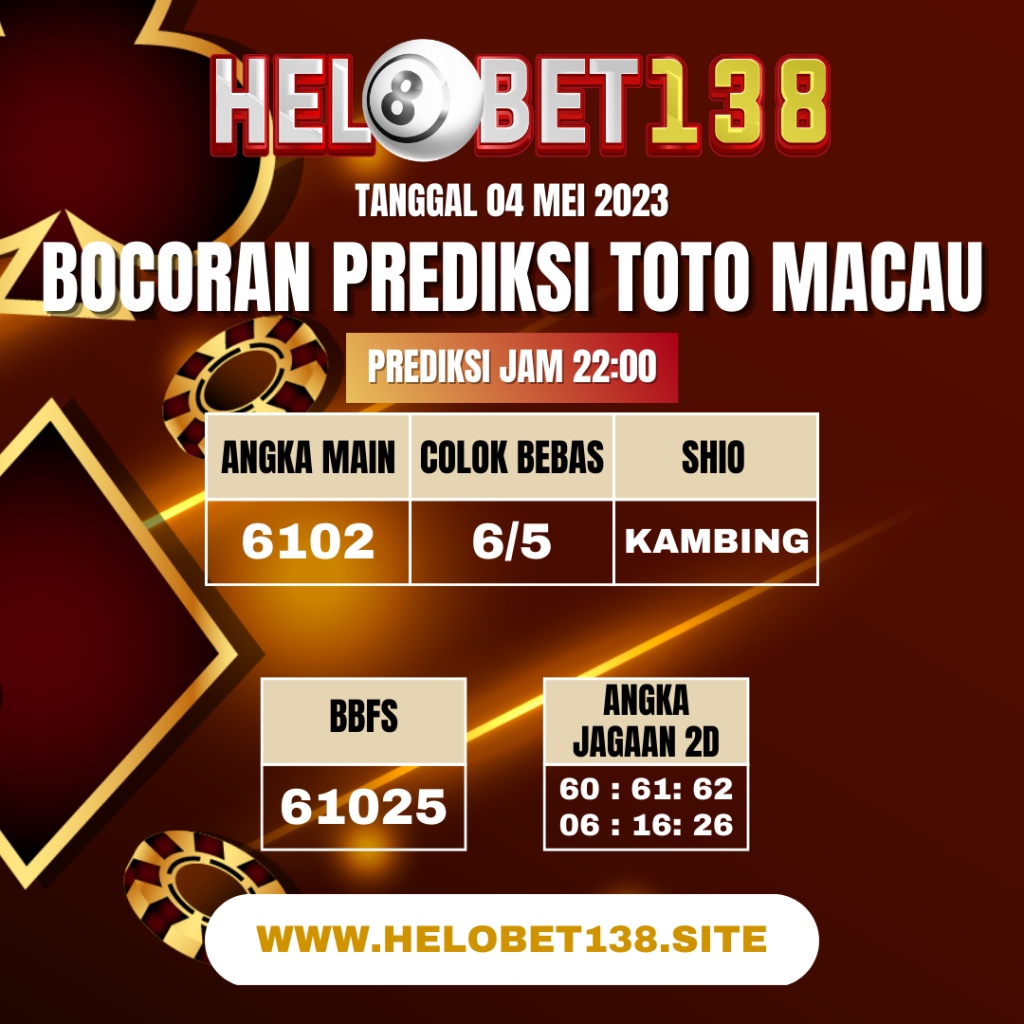 HELOBET138
TANGGAL 04 MEI 2023
BOCORAN PREDIKSI TOTO MACAU
PREDIKSI JAM 22:00
ANGKA MAIN COLOK BEBAS SHIO
6102 6/5 KAMBING
BBFS
61025
ANGKA
JAGAAN 2D
60 : 61: 62
06 : 16: 26
WWW.HELOBET138.SITE